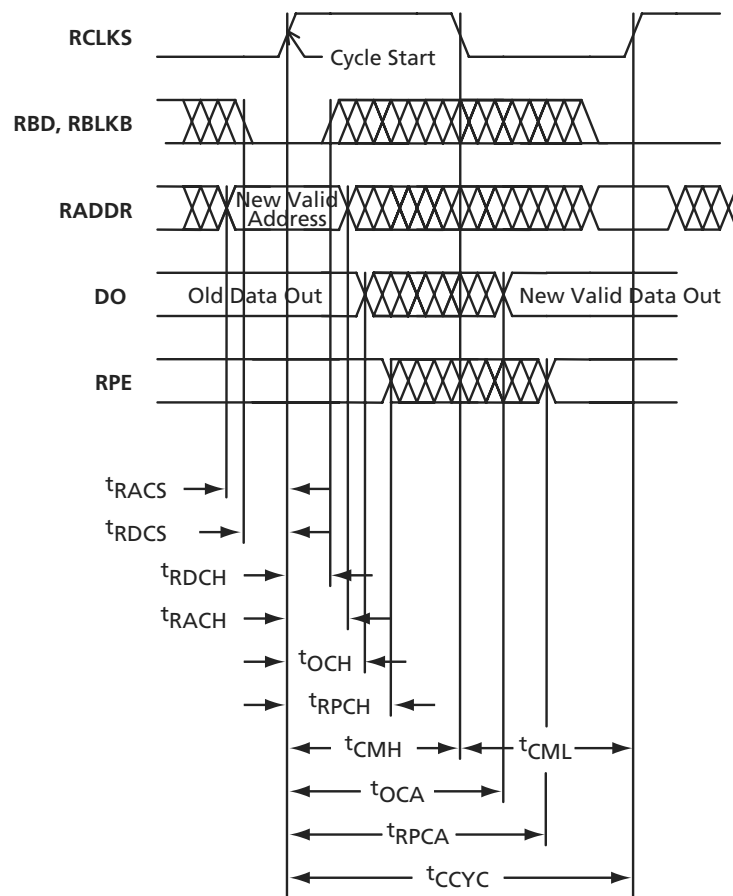 RCLKS
Cycle Start
RBD, RBLKB
RADDR
New Valid
Address
DO
Old Data Out
New Valid Data Out
RPE
tRACS
tRDCS
tRDCH
tRACH
tOCH
tRPCH
tCMH
tCML
tOCA
tRPCA
tCCYC